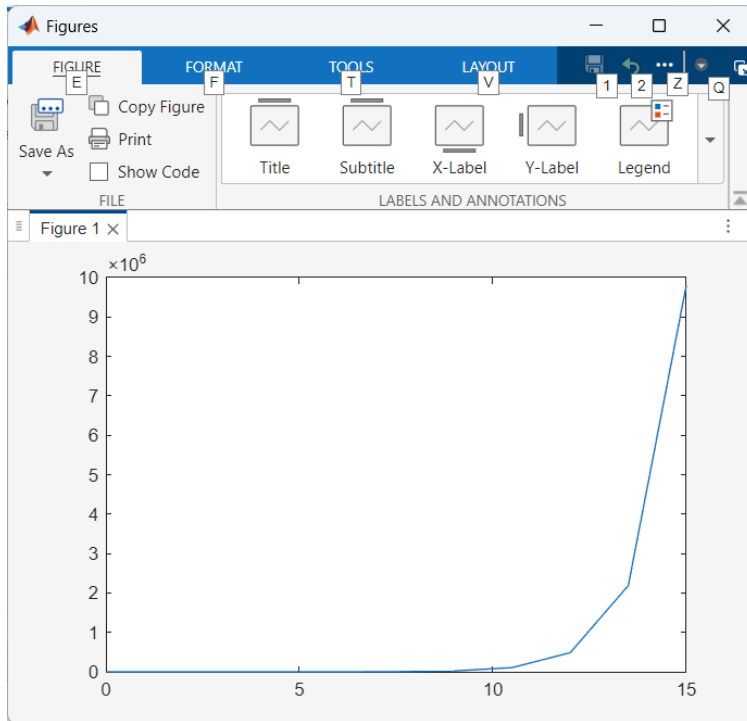 Figures
FIGURE FORMAT TOOLS LAYOUT
E F T V 1 2 Z Q
Save As
Copy Figure
Print
Show Code
Title Subtitle X-Label Y-Label Legend
FILE LABELS AND ANNOTATIONS
Figure 1
×10⁶
10
9
8
7
6
5
4
3
2
1
0
0 5 10 15